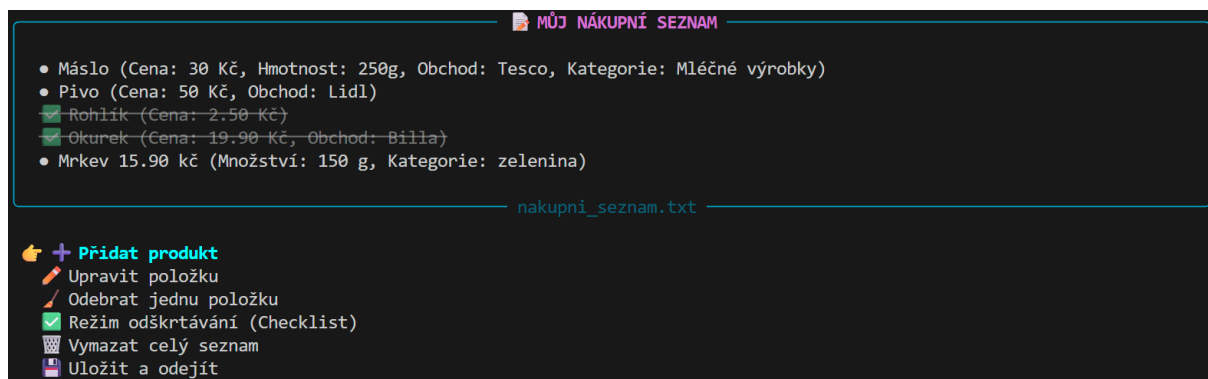 📝 MŮJ NÁKUPNÍ SEZNAM
● Máslo (Cena: 30 Kč, Hmotnost: 250g, Obchod: Tesco, Kategorie: Mléčné výrobky)
● Pivo (Cena: 50 Kč, Obchod: Lidl)
✅ Rohlík (Cena: 2.50 Kč)
✅ Okurek (Cena: 19.90 Kč, Obchod: Billa)
● Mrkev 15.90 kč (Množství: 150 g, Kategorie: zelenina)
nakupni_seznam.txt
👉 ➕ Přidat produkt
✏️ Upravit položku
🧹 Odebrat jednu položku
✅ Režim odškrtávání (Checklist)
🗑️ Vymazat celý seznam
💾 Uložit a odejít